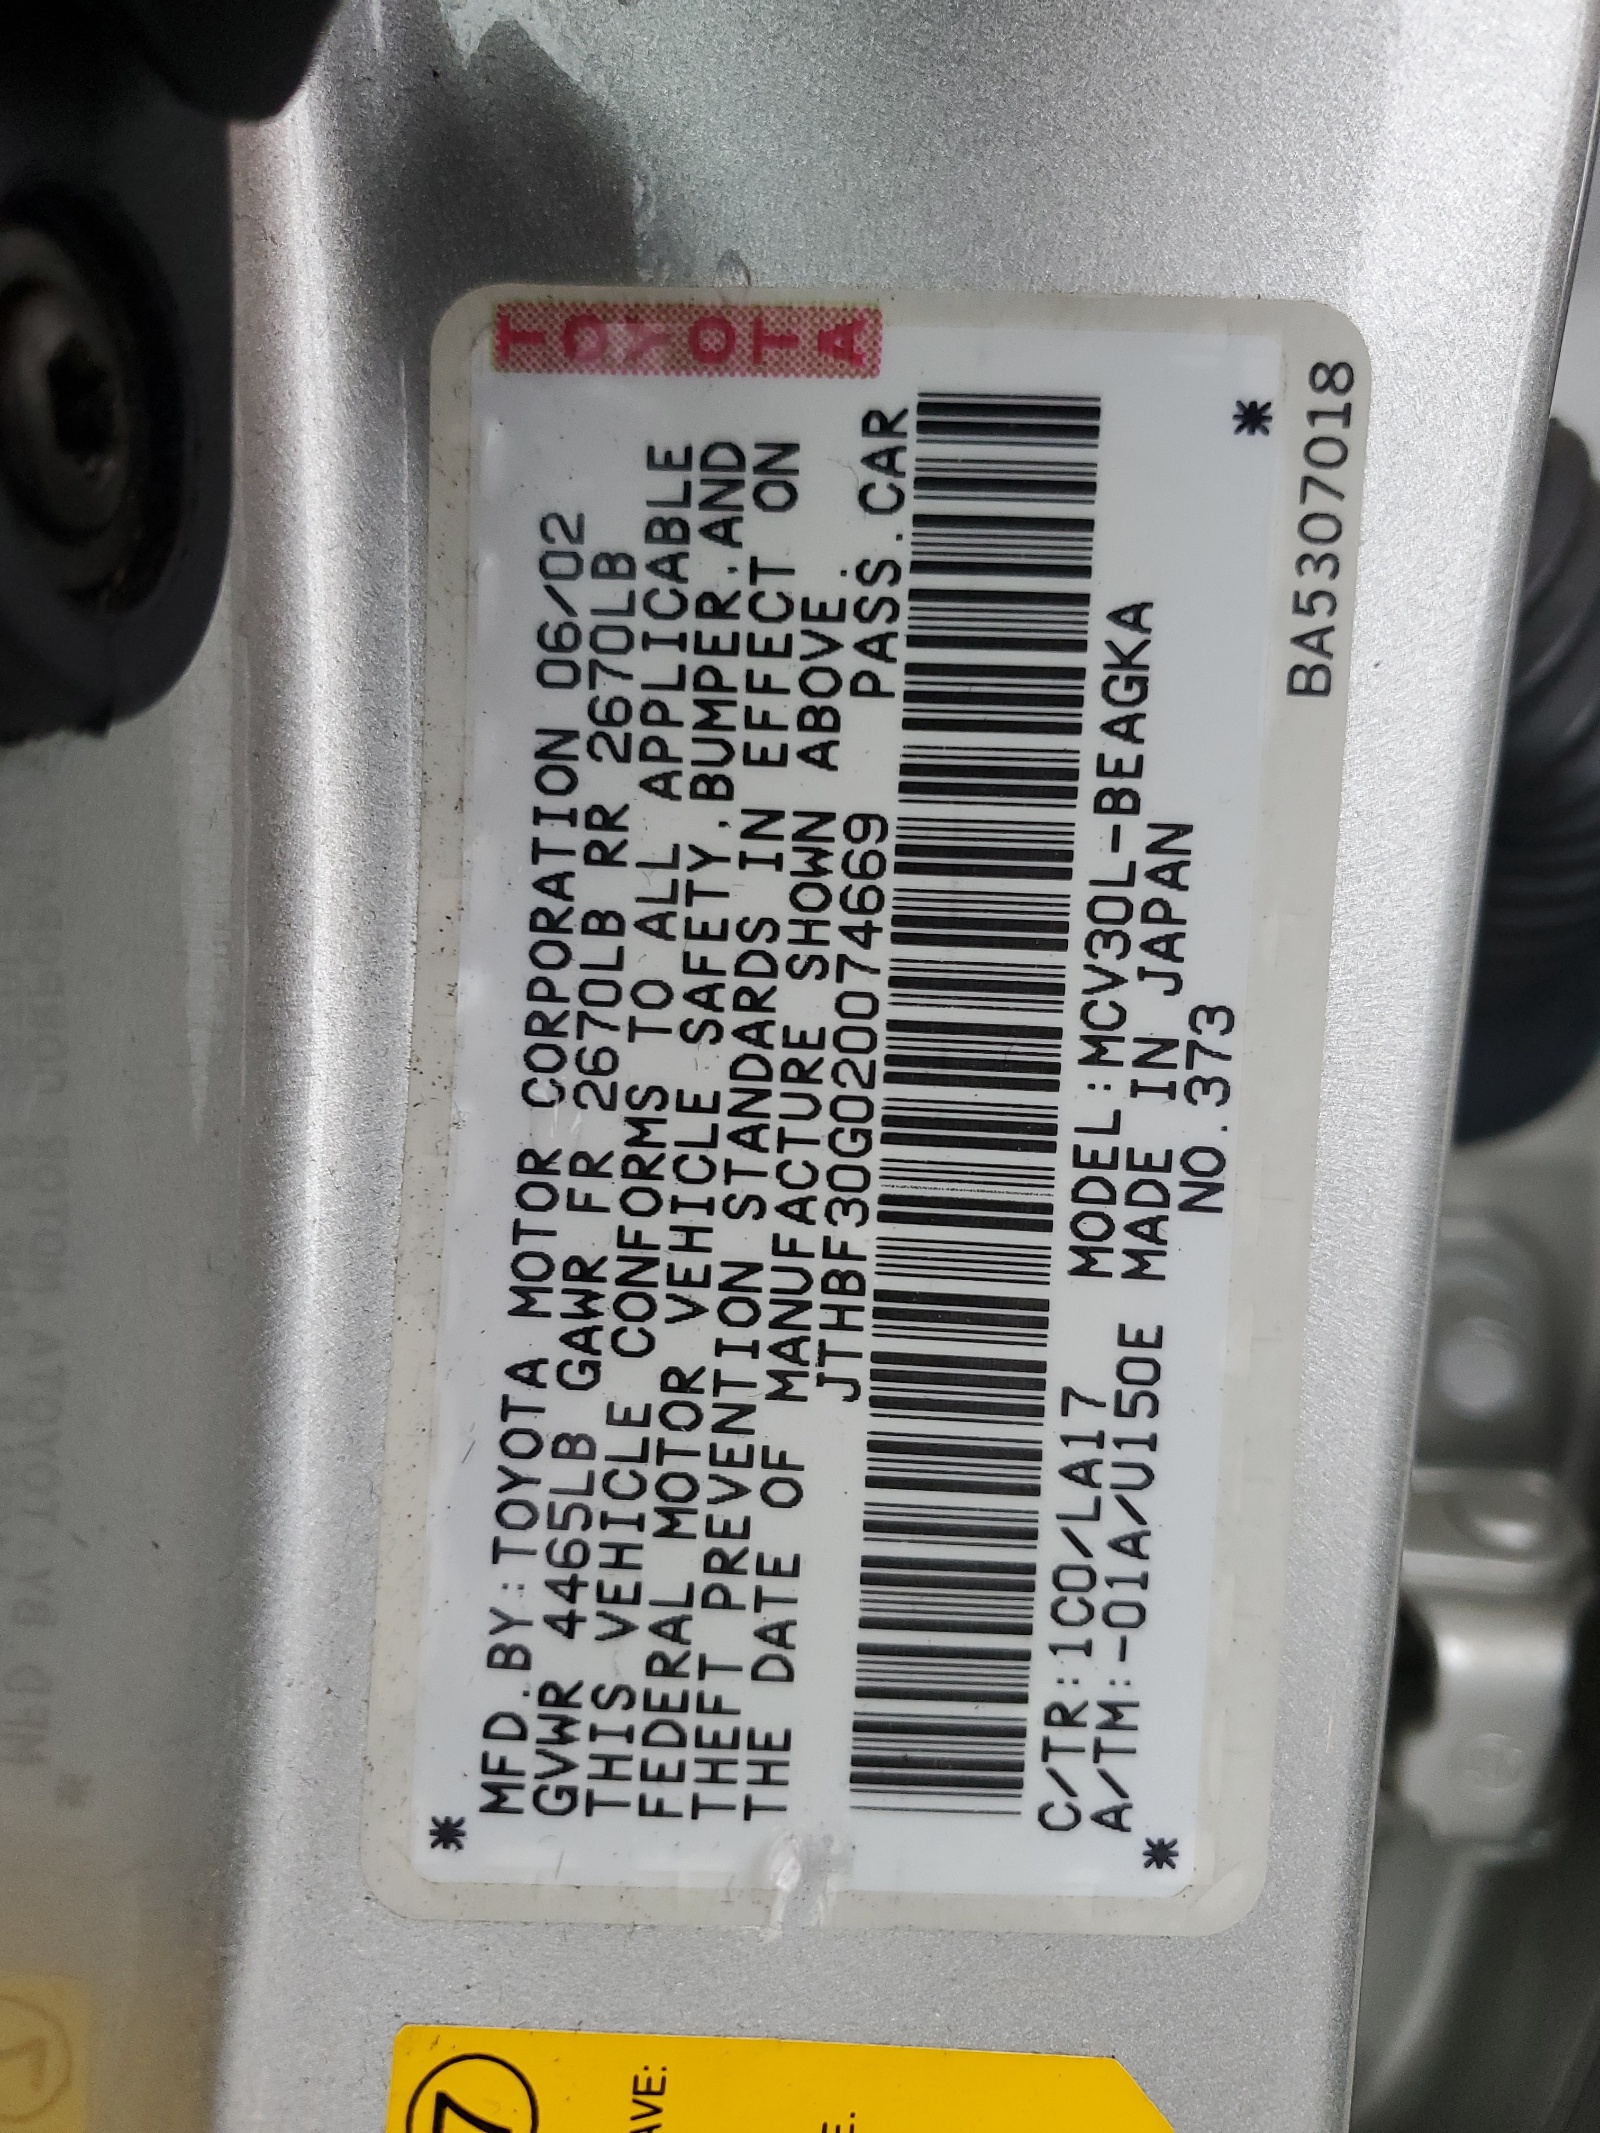 TOYOTA
*
MFD.BY:TOYOTA MOTOR CORPORATION 06/02
GVWR 4465LB GAWR FR 2670LB RR 2670LB
THIS VEHICLE CONFORMS TO ALL APPLICABLE
FEDERAL MOTOR VEHICLE SAFETY,BUMPER,AND
THEFT PREVENTION STANDARDS IN EFFECT ON
THE DATE OF MANUFACTURE SHOWN ABOVE.
JTHBF30G020074669 PASS.CAR
C/TR:1C0/LA17 MODEL:MCV30L-BEAGKA
A/TM:-01A/U150E MADE IN JAPAN
* NO.373 *
BA5307018
7
AVE:
E.